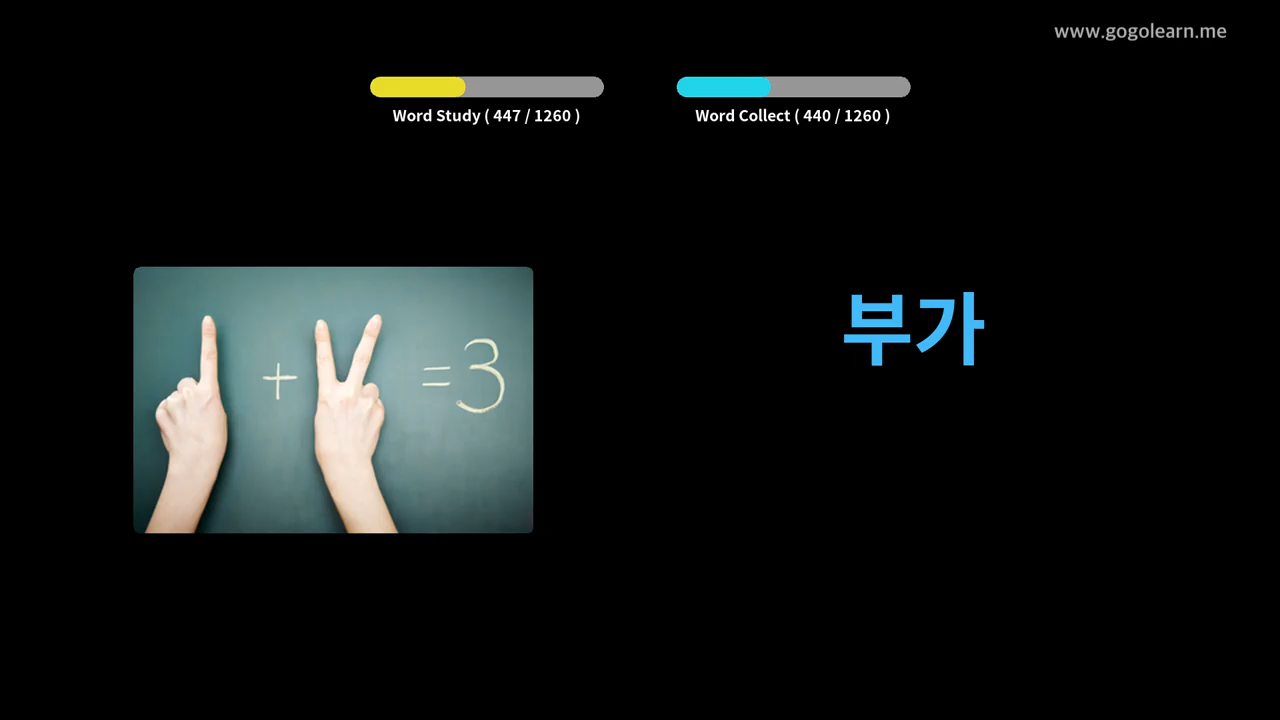 www.gogolearn.me
Word Study ( 447 / 1260 )
Word Collect ( 440 / 1260 )
+ =3
부가